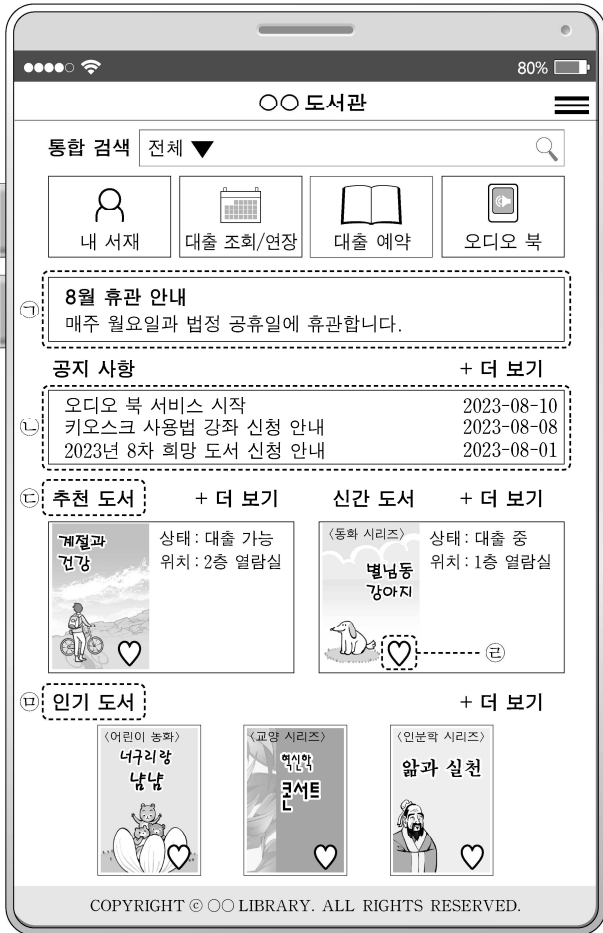 80%
○○ 도서관
통합 검색 전체 ▼
내 서재 대출 조회/연장 대출 예약 오디오 북
㉠ 8월 휴관 안내
매주 월요일과 법정 공휴일에 휴관합니다.
공지 사항 + 더 보기
오디오 북 서비스 시작 2023-08-10
㉡ 키오스크 사용법 강좌 신청 안내 2023-08-08
2023년 8차 희망 도서 신청 안내 2023-08-01
㉢ 추천 도서 + 더 보기 신간 도서 + 더 보기
계절과
건강
상태: 대출 가능
위치: 2층 열람실
〈동화 시리즈〉
별님동
강아지
상태: 대출 중
위치: 1층 열람실
㉣
㉤ 인기 도서 + 더 보기
〈어린이 동화〉
너구리랑
냠냠
〈교양 시리즈〉
혁신학
콘서트
〈인문학 시리즈〉
앎과 실천
COPYRIGHT ⓒ ○○ LIBRARY. ALL RIGHTS RESERVED.